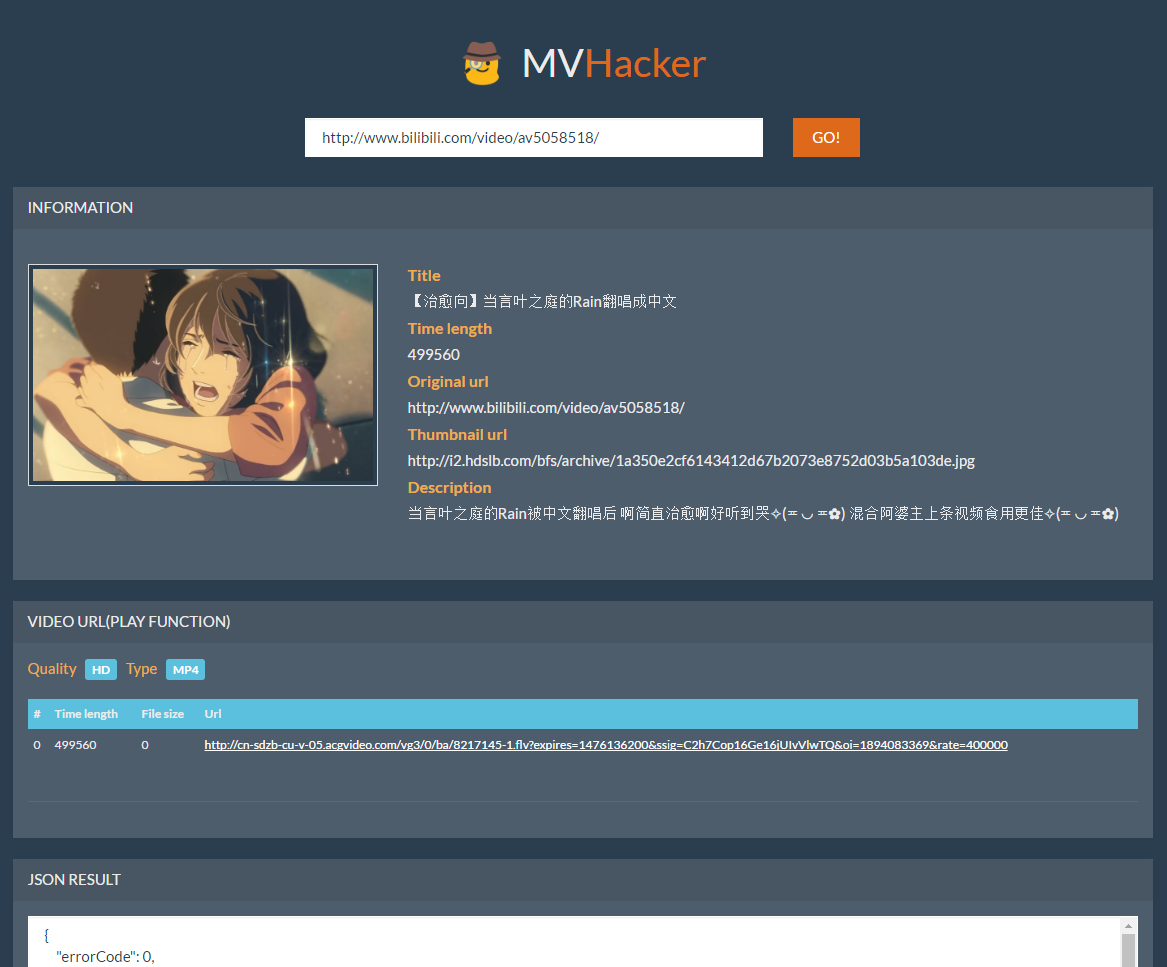 MVHacker
http://www.bilibili.com/video/av5058518/
GO!
INFORMATION
Title
【治愈向】当言叶之庭的Rain翻唱成中文
Time length
499560
Original url
http://www.bilibili.com/video/av5058518/
Thumbnail url
http://i2.hdslb.com/bfs/archive/1a350e2cf6143412d67b2073e8752d03b5a103de.jpg
Description
当言叶之庭的Rain被中文翻唱后 啊简直治愈啊好听到哭✧(≖ ◡ ≖✿) 混合阿婆主上条视频食用更佳✧(≖ ◡ ≖✿)
VIDEO URL(PLAY FUNCTION)
Quality HD Type MP4
# Time length File size Url
0 499560 0 http://cn-sdzb-cu-v-05.acgvideo.com/vg3/0/ba/8217145-1.flv?expires=1476136200&ssig=C2h7Cop16Ge16jUIvVlwTQ&oi=1894083369&rate=400000
JSON RESULT
{
"errorCode": 0,